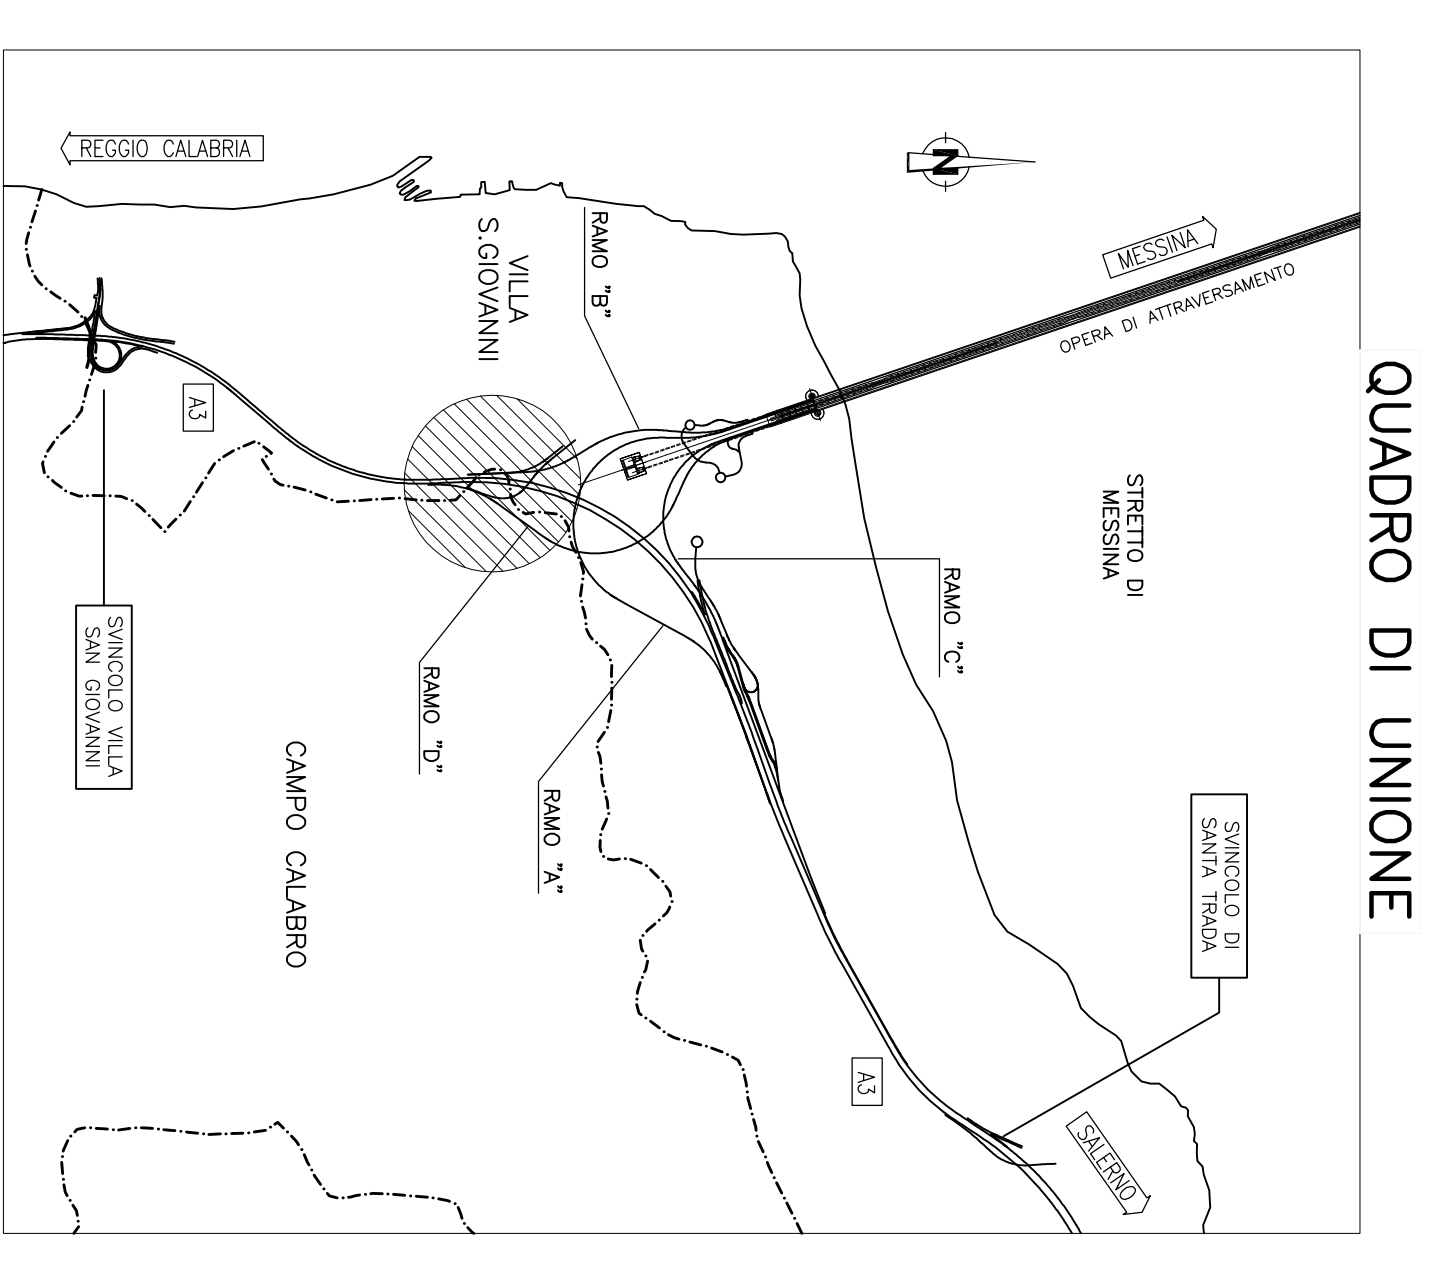 QUADRO DI UNIONE
SVINCOLO DI
SANTA TRADA
STRETTO DI
MESSINA
MESSINA
OPERA DI ATTRAVERSAMENTO
SALERNO
N
RAMO "C"
A3
RAMO "B"
RAMO "A"
VILLA
S.GIOVANNI
RAMO "D"
CAMPO CALABRO
A3
REGGIO CALABRIA
SVINCOLO VILLA
SAN GIOVANNI